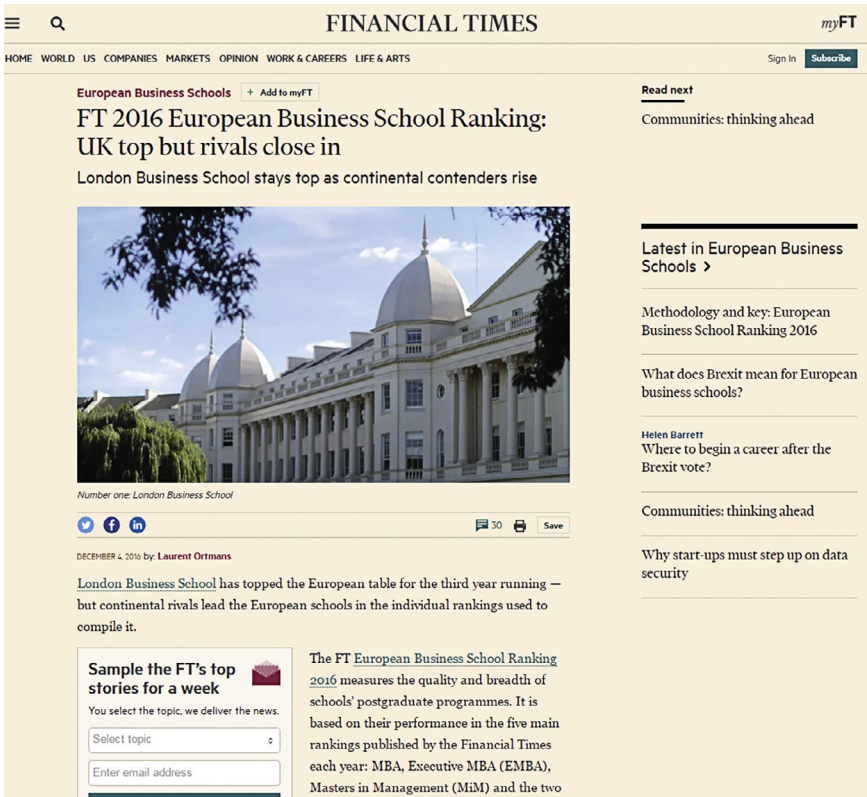 FINANCIAL TIMES
myFT
HOME WORLD US COMPANIES MARKETS OPINION WORK & CAREERS LIFE & ARTS
Sign In Subscribe
European Business Schools + Add to myFT
FT 2016 European Business School Ranking:
UK top but rivals close in
London Business School stays top as continental contenders rise
Number one: London Business School
30 Save
DECEMBER 4, 2016 by: Laurent Ortmans
London Business School has topped the European table for the third year running —
but continental rivals lead the European schools in the individual rankings used to
compile it.
Sample the FT's top
stories for a week
You select the topic, we deliver the news.
Select topic
Enter email address
The FT European Business School Ranking
2016 measures the quality and breadth of
schools' postgraduate programmes. It is
based on their performance in the five main
rankings published by the Financial Times
each year: MBA, Executive MBA (EMBA),
Masters in Management (MiM) and the two
Read next
Communities: thinking ahead
Latest in European Business
Schools >
Methodology and key: European
Business School Ranking 2016
What does Brexit mean for European
business schools?
Helen Barrett
Where to begin a career after the
Brexit vote?
Communities: thinking ahead
Why start-ups must step up on data
security